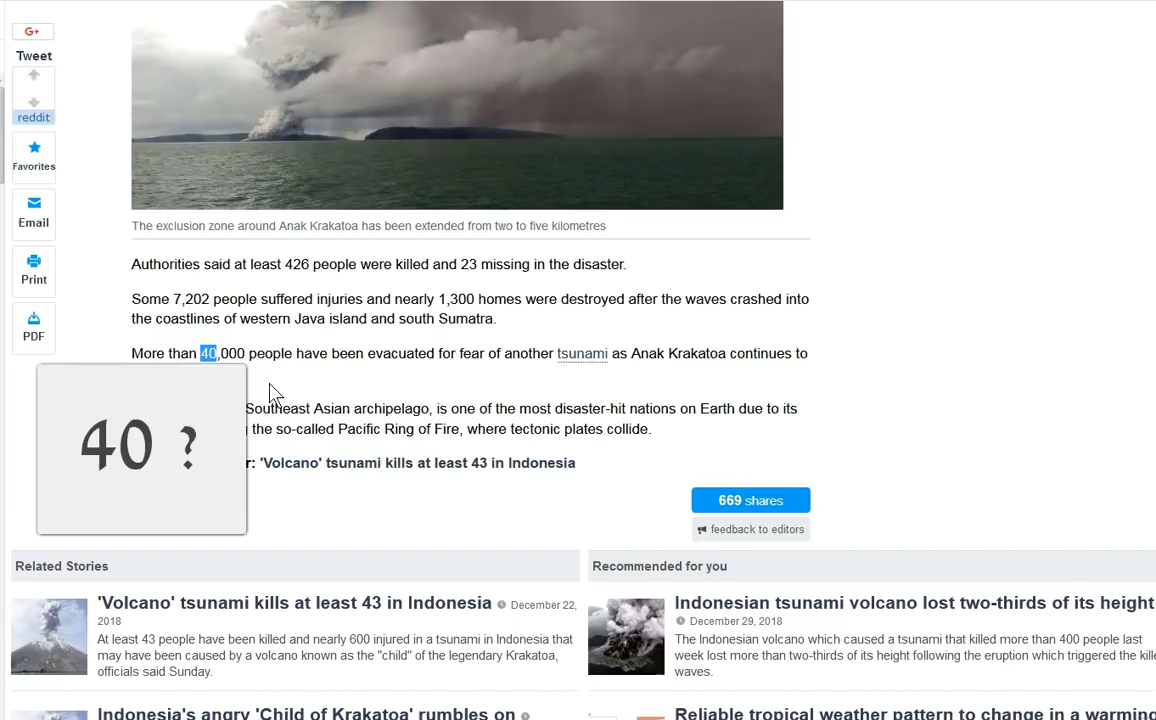 G+
Tweet
reddit
Favorites
Email
Print
PDF
The exclusion zone around Anak Krakatoa has been extended from two to five kilometres
Authorities said at least 426 people were killed and 23 missing in the disaster.
Some 7,202 people suffered injuries and nearly 1,300 homes were destroyed after the waves crashed into
the coastlines of western Java island and south Sumatra.
More than 40,000 people have been evacuated for fear of another tsunami as Anak Krakatoa continues to
40 ?
Southeast Asian archipelago, is one of the most disaster-hit nations on Earth due to its
the so-called Pacific Ring of Fire, where tectonic plates collide.
r: 'Volcano' tsunami kills at least 43 in Indonesia
669 shares
feedback to editors
Related Stories
'Volcano' tsunami kills at least 43 in Indonesia December 22,
2018
At least 43 people have been killed and nearly 600 injured in a tsunami in Indonesia that
may have been caused by a volcano known as the "child" of the legendary Krakatoa,
officials said Sunday.
Indonesia's angry 'Child of Krakatoa' rumbles on
Recommended for you
Indonesian tsunami volcano lost two-thirds of its height
December 29, 2018
The Indonesian volcano which caused a tsunami that killed more than 400 people last
week lost more than two-thirds of its height following the eruption which triggered the kille
waves.
Reliable tropical weather pattern to change in a warming